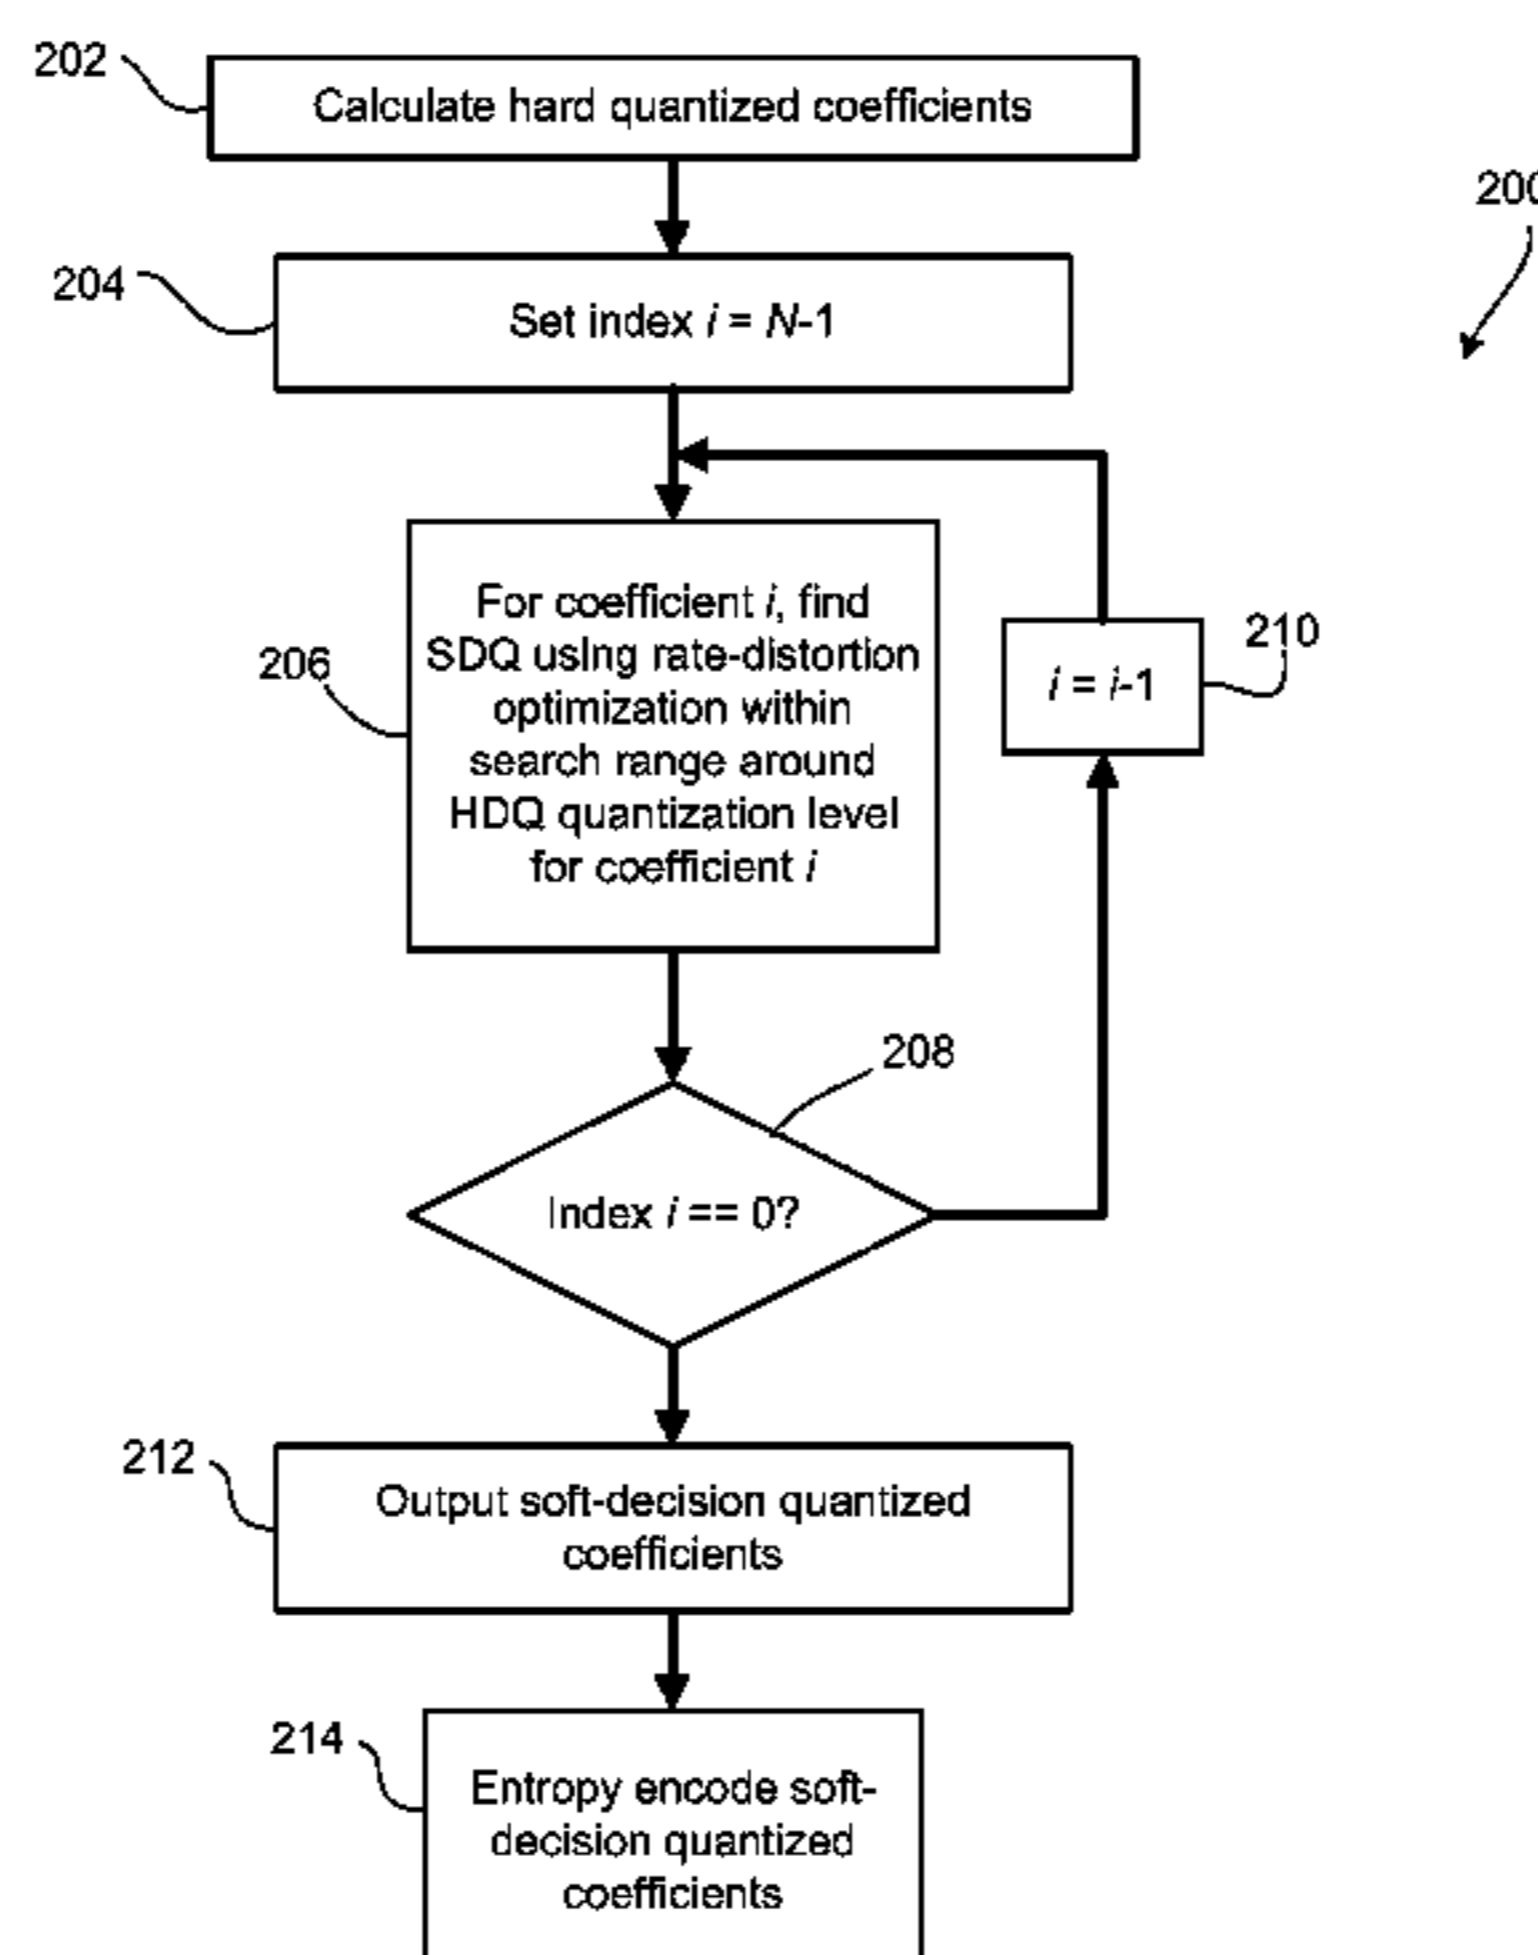 202
Calculate hard quantized coefficients
200
204
Set index i = N-1
For coefficient i, find
SDQ using rate-distortion
optimization within
search range around
HDQ quantization level
for coefficient i
206
210
i = i-1
208
Index i == 0?
212
Output soft-decision quantized
coefficients
214
Entropy encode soft-
decision quantized
coefficients